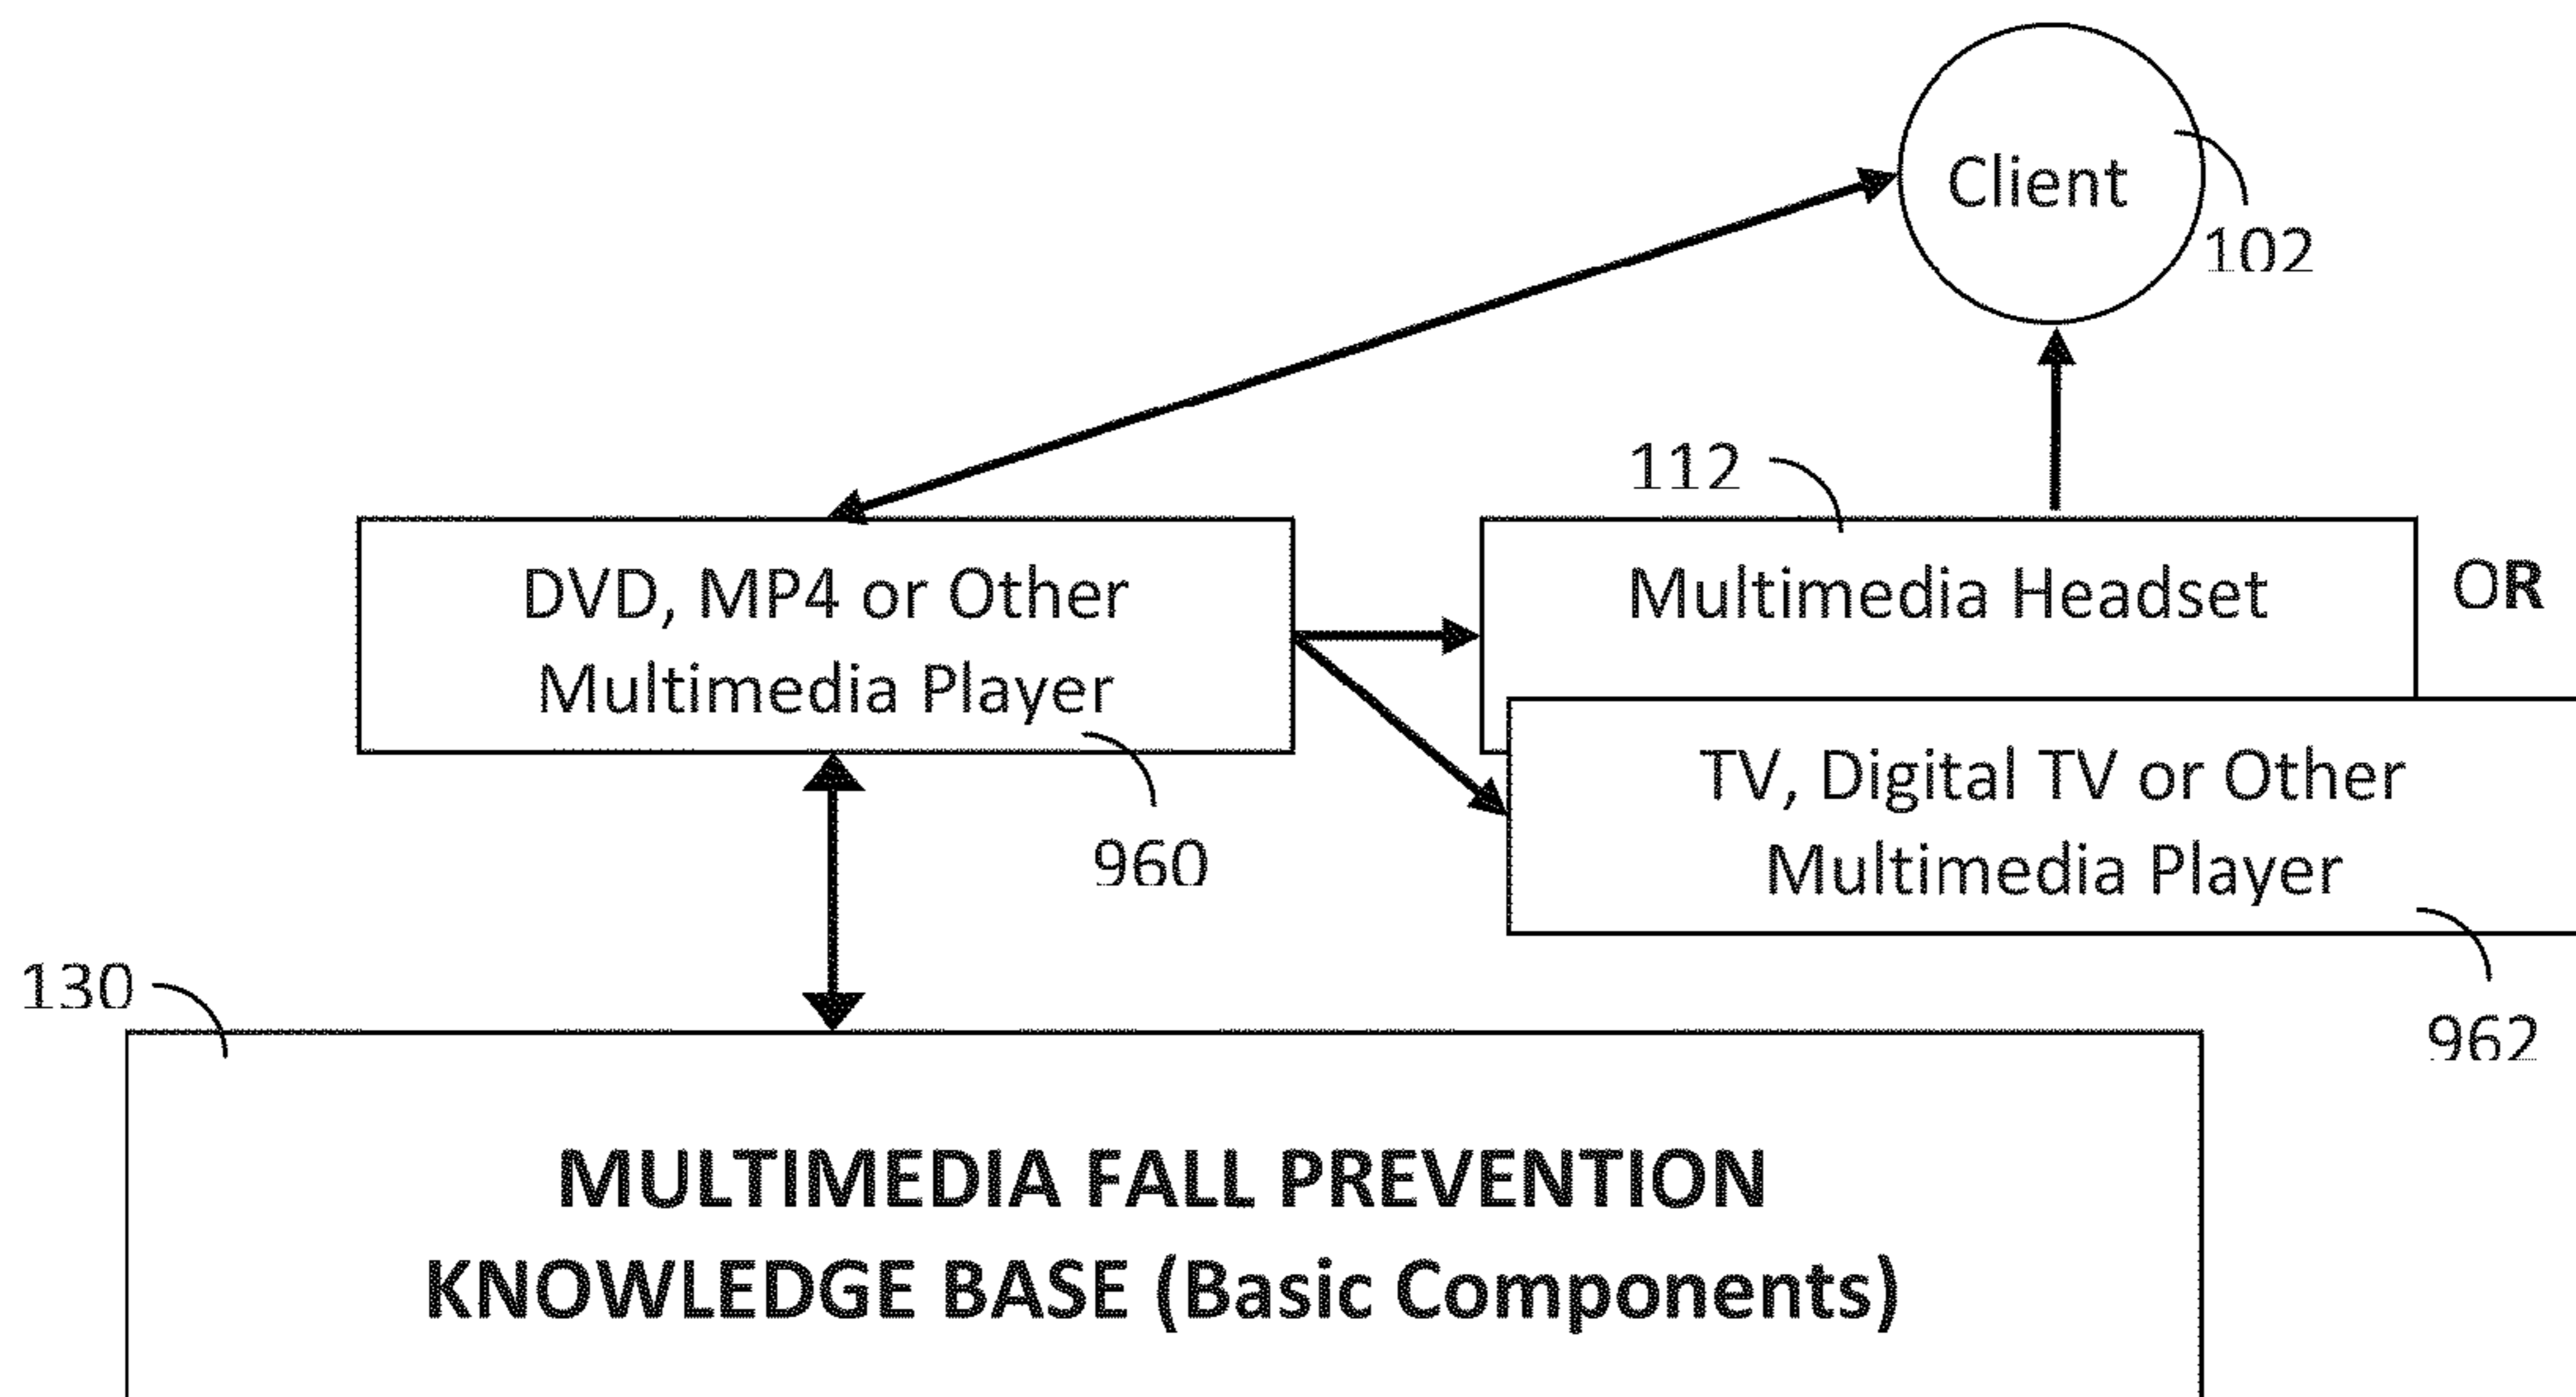 Client
102
112
DVD, MP4 or Other
Multimedia Player
Multimedia Headset
OR
TV, Digital TV or Other
Multimedia Player
960
962
130
MULTIMEDIA FALL PREVENTION
KNOWLEDGE BASE (Basic Components)